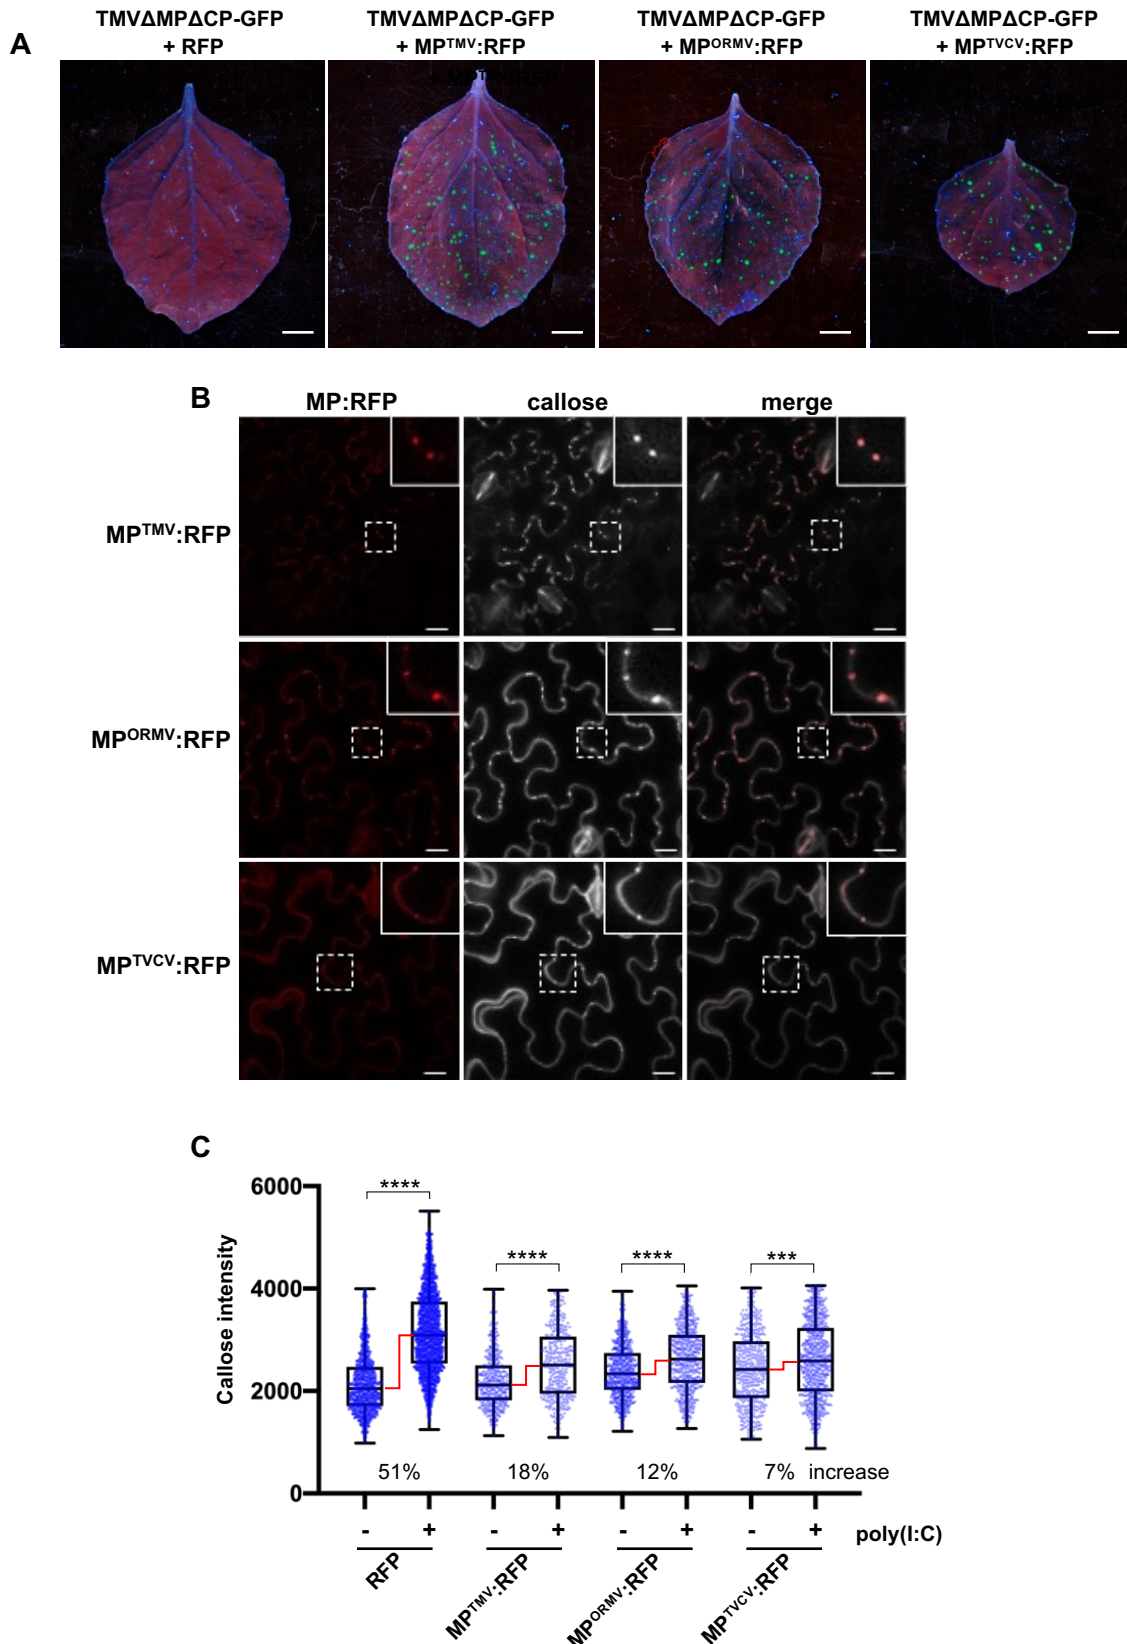 A
TMVΔMPΔCP-GFP
+ RFP
TMVΔMPΔCP-GFP
+ MPTMV:RFP
TMVΔMPΔCP-GFP
+ MPORMV:RFP
TMVΔMPΔCP-GFP
+ MPTVCV:RFP
+ MPTMV:RFP
B
MP:RFP callose merge
MPTMV:RFP
MPORMV:RFP
MPTVCV:RFP
C
Callose intensity
6000
4000
2000
0
**** **** **** ***
51% 18% 12% 7% increase
- + - + - + - + poly(I:C)
RFP
MPTMV:RFP
MPORMV:RFP
MPTVCV:RFP